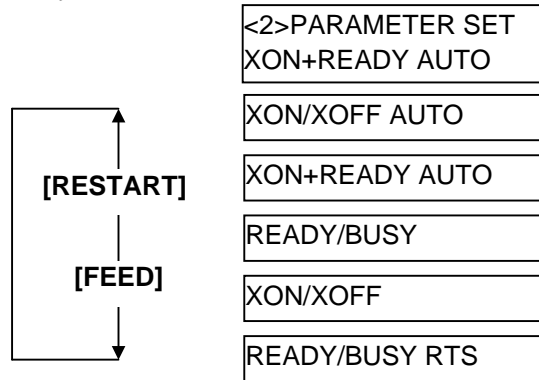 <2>PARAMETER SET
XON+READY AUTO
XON/XOFF AUTO
[RESTART]
XON+READY AUTO
READY/BUSY
[FEED]
XON/XOFF
READY/BUSY RTS